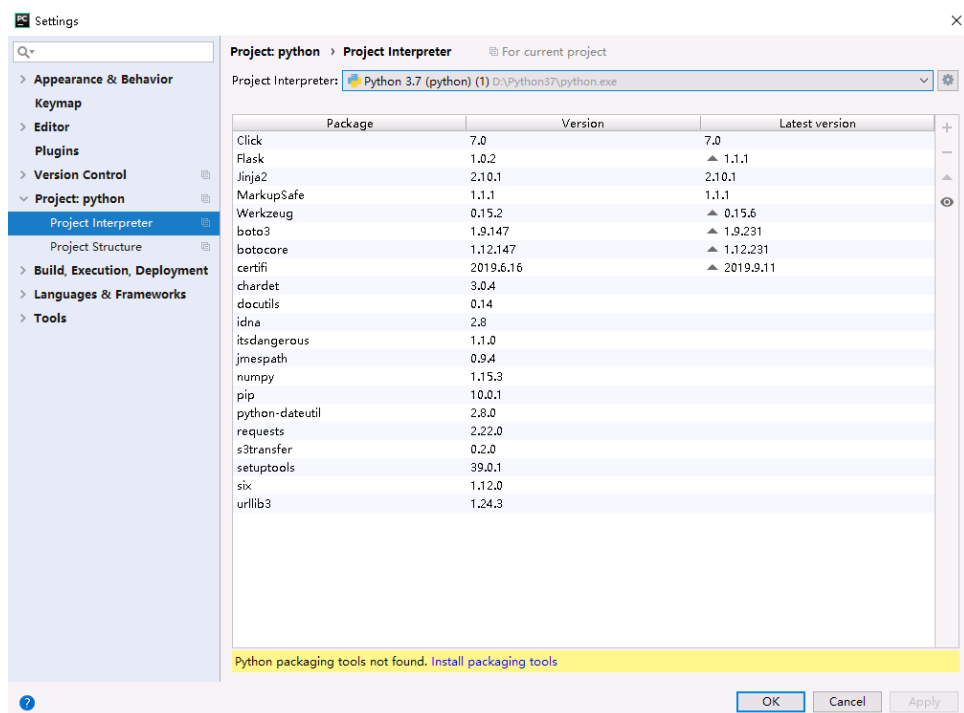 PC Settings
Project: python › Project Interpreter For current project
Appearance & Behavior
Keymap
Editor
Plugins
Version Control
Project: python
Project Interpreter
Project Structure
Build, Execution, Deployment
Languages & Frameworks
Tools
Project Interpreter: Python 3.7 (python) (1) D:\Python37\python.exe
Package Version Latest version
Click 7.0 7.0
Flask 1.0.2 1.1.1
Jinja2 2.10.1 2.10.1
MarkupSafe 1.1.1 1.1.1
Werkzeug 0.15.2 0.15.6
boto3 1.9.147 1.9.231
botocore 1.12.147 1.12.231
certifi 2019.6.16 2019.9.11
chardet 3.0.4
docutils 0.14
idna 2.8
itsdangerous 1.1.0
jmespath 0.9.4
numpy 1.15.3
pip 10.0.1
python-dateutil 2.8.0
requests 2.22.0
s3transfer 0.2.0
setuptools 39.0.1
six 1.12.0
urllib3 1.24.3
Python packaging tools not found. Install packaging tools
? OK Cancel Apply